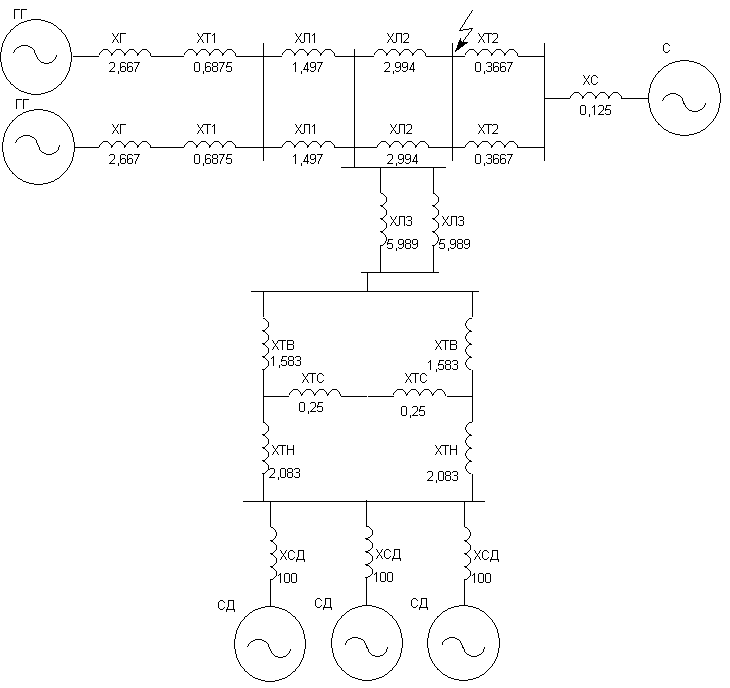 ГГ
ХГ
ХТ1
ХЛ1
ХЛ2
ХТ2
С
2,667
0,6875
1,497
2,994
0,3667
ХС
0,125
ГГ
ХГ
ХТ1
ХЛ1
ХЛ2
ХТ2
2,667
0,6875
1,497
2,994
0,3667
ХЛ3
ХЛ3
5,989
5,989
ХТВ
ХТВ
1,583
1,583
ХТС
ХТС
0,25
0,25
ХТН
ХТН
2,083
2,083
ХСД
ХСД
ХСД
100
100
100
СД
СД
СД